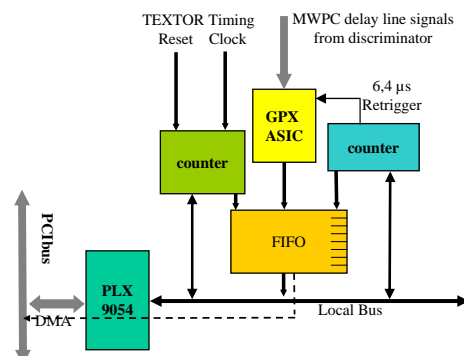 TEXTOR Timing
Reset Clock
MWPC delay line signals
from discriminator
6,4 µs
Retrigger
GPX
ASIC
counter
counter
FIFO
PCIbus
PLX
9054
DMA
Local Bus